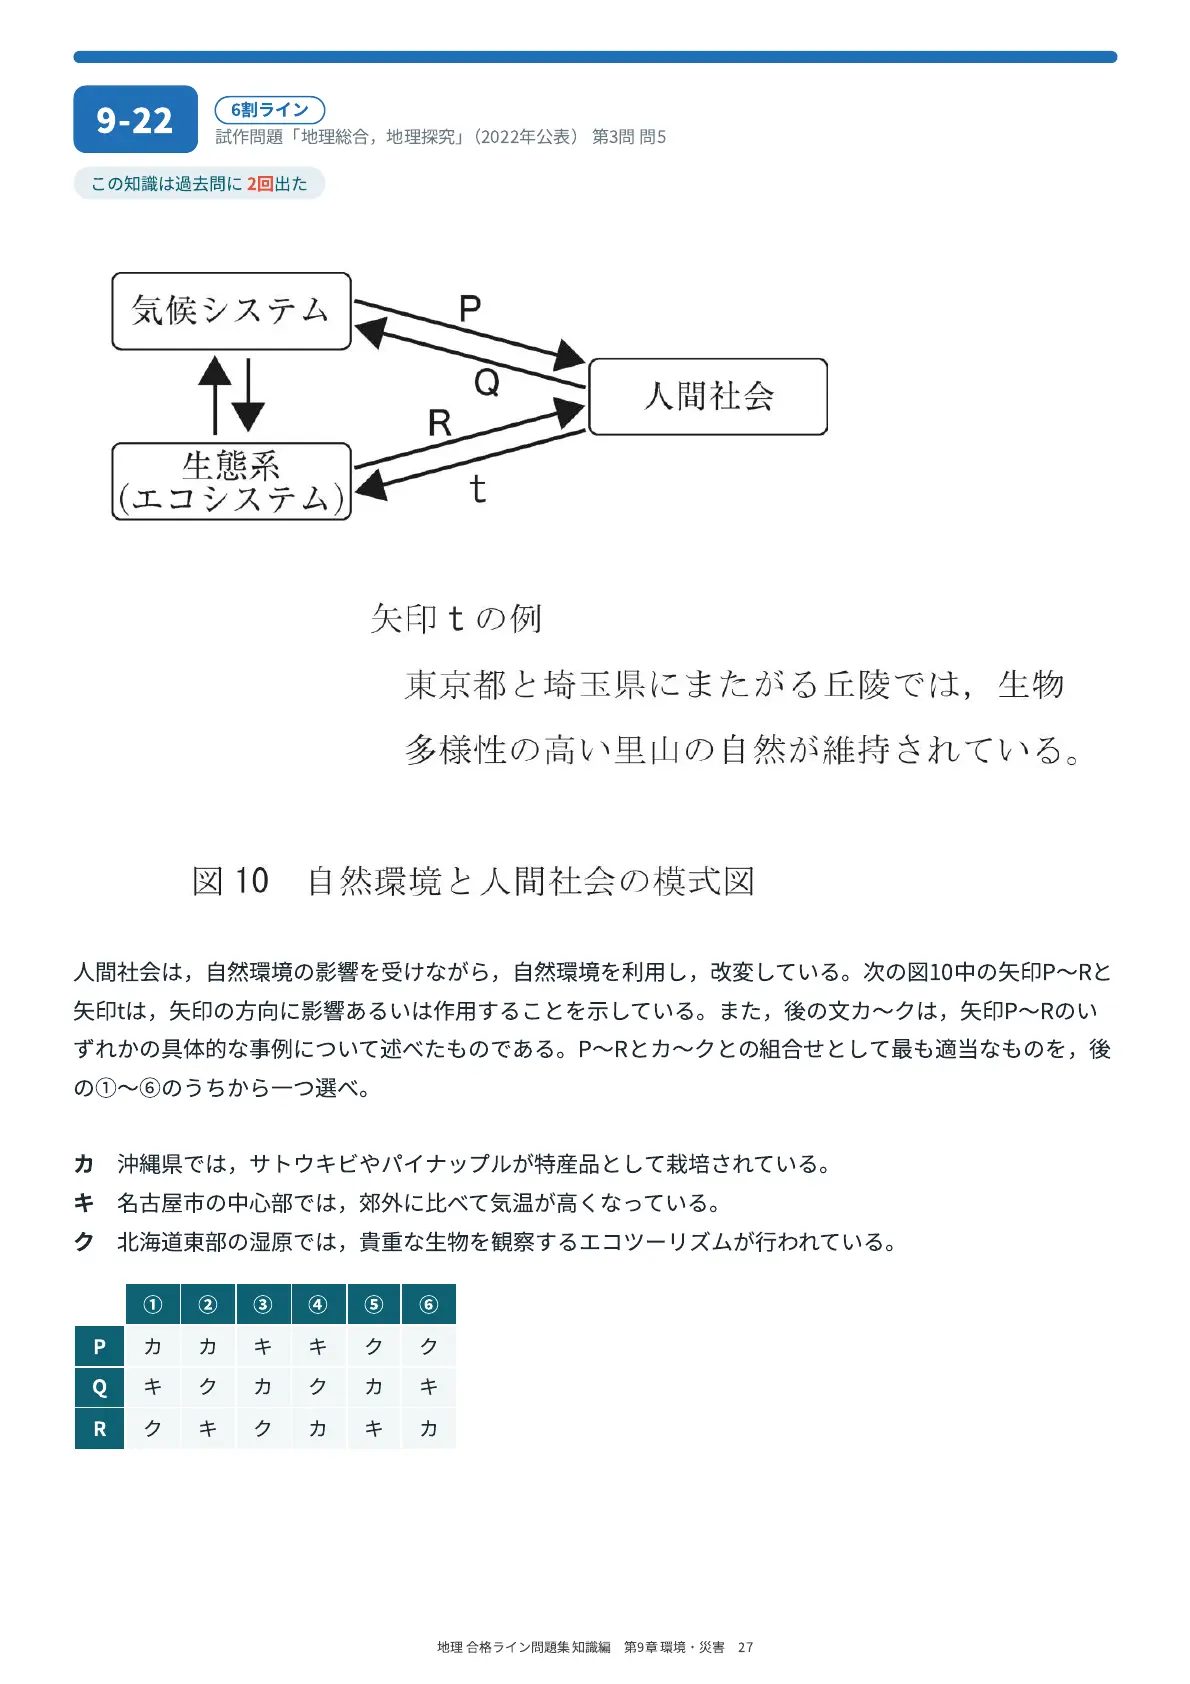 9-22
6割ライン
試作問題「地理総合，地理探究」（2022年公表） 第3問 問5
この知識は過去問に 2回出た
気候システム
P
Q
人間社会
R
生態系
(エコシステム)
t
矢印 t の例
東京都と埼玉県にまたがる丘陵では，生物
多様性の高い里山の自然が維持されている。
図 10　自然環境と人間社会の模式図
人間社会は，自然環境の影響を受けながら，自然環境を利用し，改変している。次の図10中の矢印P～Rと
矢印tは，矢印の方向に影響あるいは作用することを示している。また，後の文カ～クは，矢印P～Rのい
ずれかの具体的な事例について述べたものである。P～Rとカ～クとの組合せとして最も適当なものを，後
の①～⑥のうちから一つ選べ。
カ　沖縄県では，サトウキビやパイナップルが特産品として栽培されている。
キ　名古屋市の中心部では，郊外に比べて気温が高くなっている。
ク　北海道東部の湿原では，貴重な生物を観察するエコツーリズムが行われている。
① ② ③ ④ ⑤ ⑥
P カ カ キ キ ク ク
Q キ ク カ ク カ キ
R ク キ ク カ キ カ
地理 合格ライン問題集 知識編　第9章 環境・災害　27